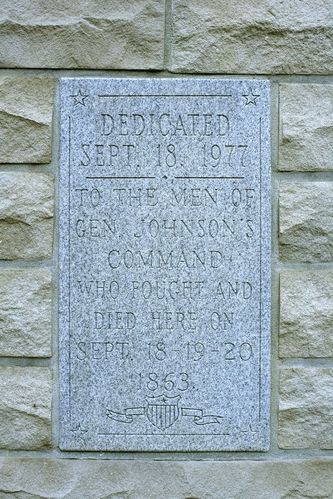 DEDICATED
SEPT. 18, 1977
TO THE MEN OF
GEN. JOHNSON'S
COMMAND
WHO FOUGHT AND
DIED HERE ON
SEPT. 18-19-20
1863.